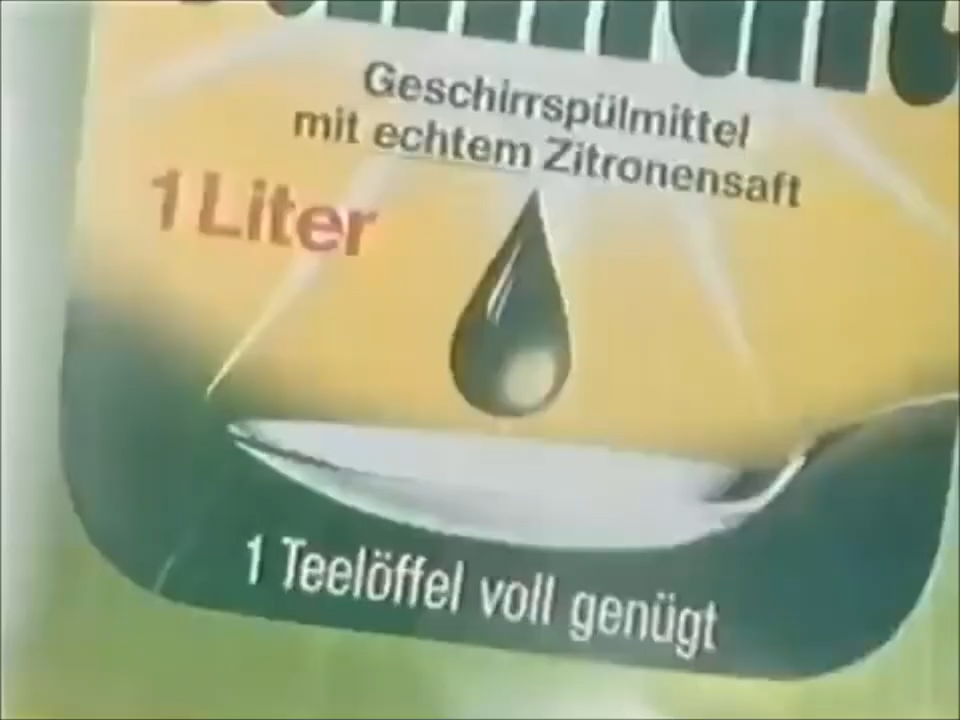 Geschirrspülmittel
mit echtem Zitronensaft
1 Liter
1 Teelöffel voll genügt